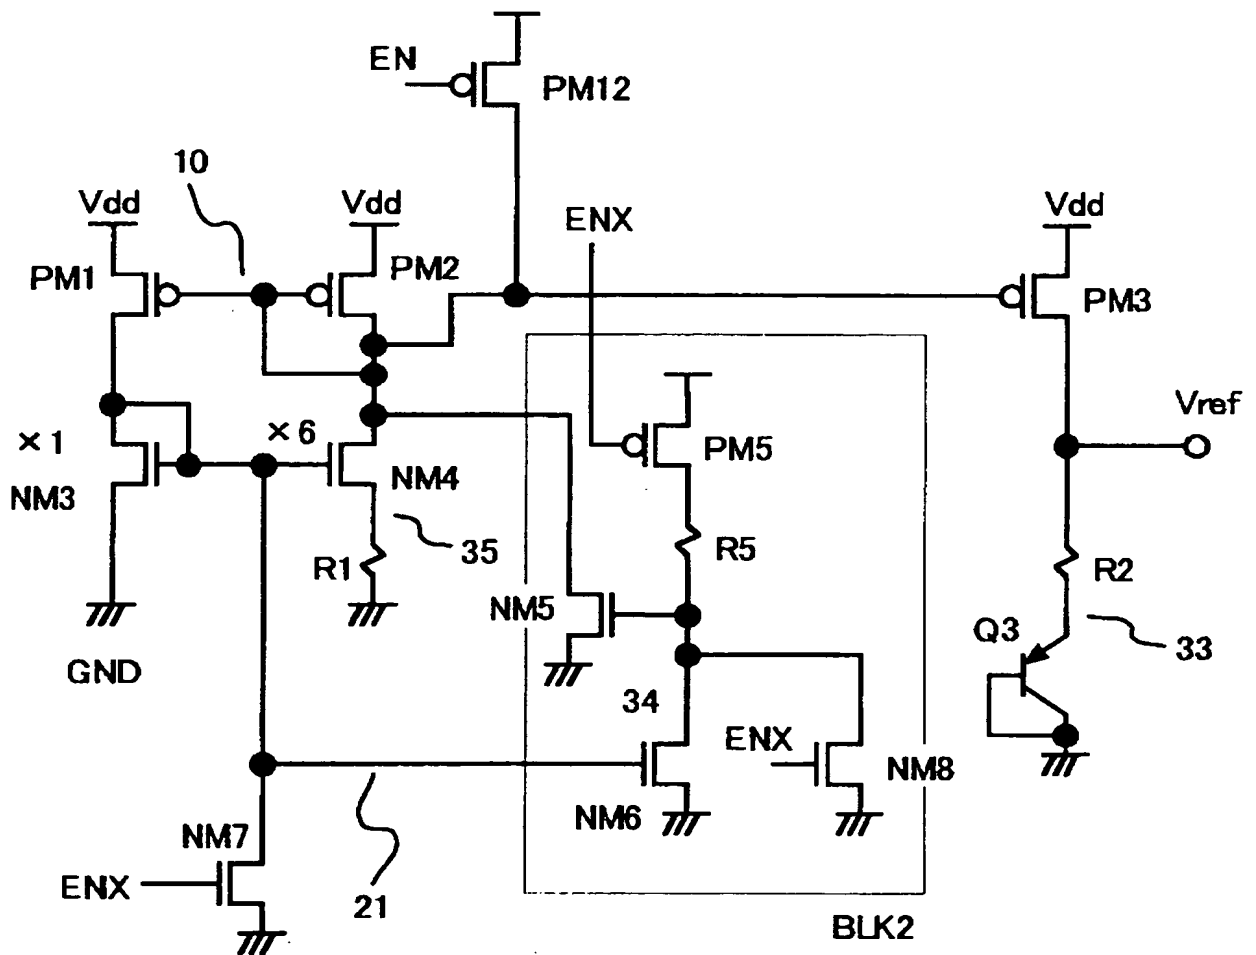 EN
PM12
10
Vdd
Vdd
ENX
Vdd
PM1
PM2
PM3
Vref
×1
×6
PM5
NM3
NM4
35
R5
R1
R2
NM5
Q3
33
GND
34
ENX
NM8
NM6
NM7
ENX
21
BLK2